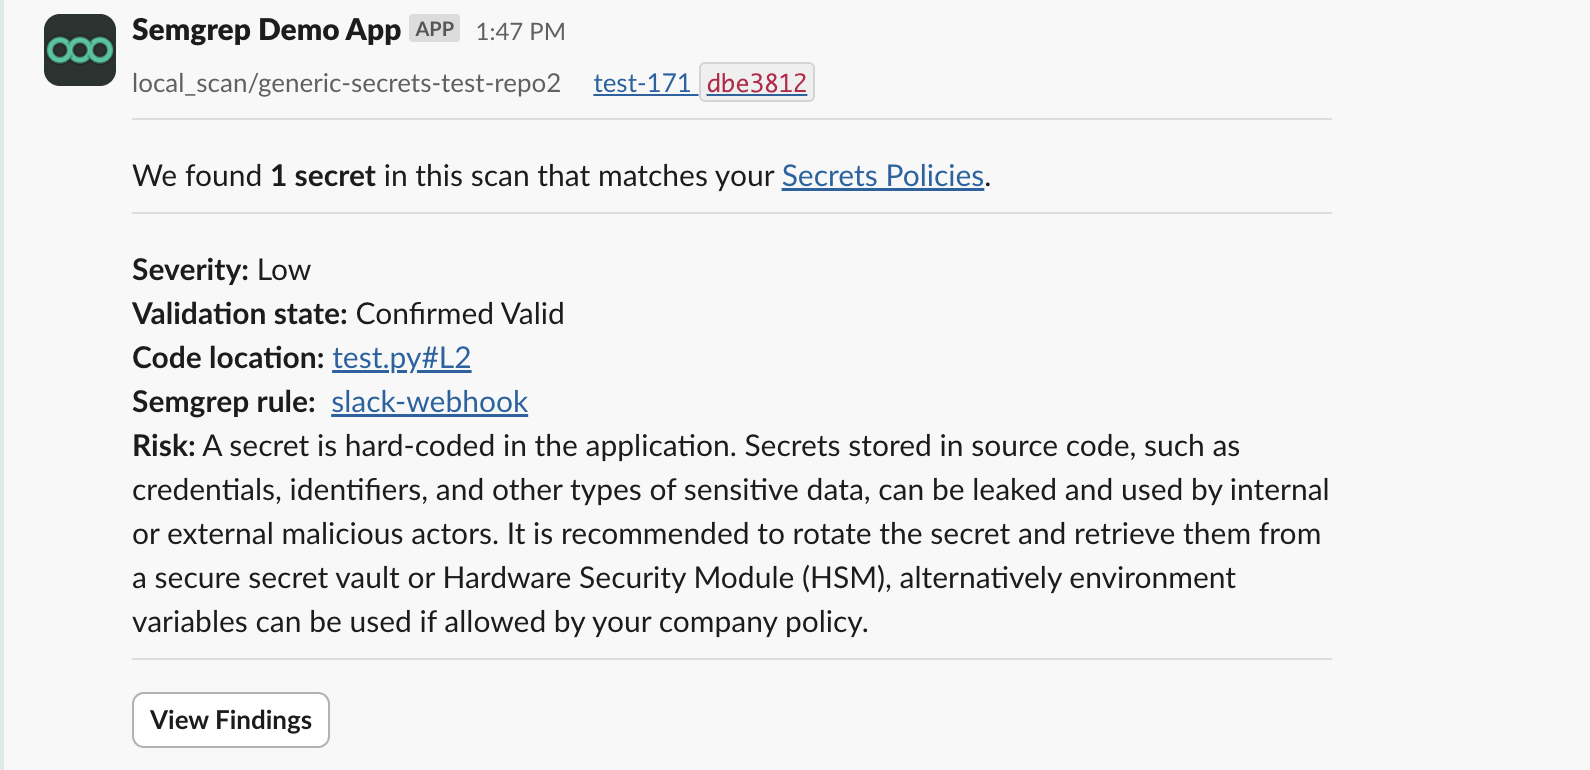 Semgrep Demo App APP 1:47 PM
local_scan/generic-secrets-test-repo2 test-171 dbe3812
We found 1 secret in this scan that matches your Secrets Policies.
Severity: Low
Validation state: Confirmed Valid
Code location: test.py#L2
Semgrep rule: slack-webhook
Risk: A secret is hard-coded in the application. Secrets stored in source code, such as
credentials, identifiers, and other types of sensitive data, can be leaked and used by internal
or external malicious actors. It is recommended to rotate the secret and retrieve them from
a secure secret vault or Hardware Security Module (HSM), alternatively environment
variables can be used if allowed by your company policy.
View Findings